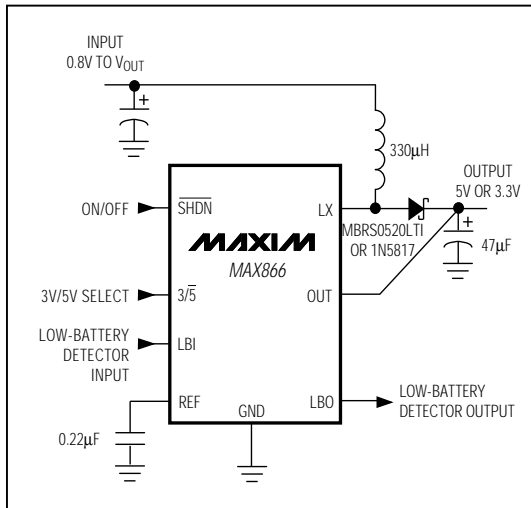 INPUT
0.8V TO VOUT
+
330µH
OUTPUT
5V OR 3.3V
ON/OFF
SHDN
LX
MBRS0520LTI
OR 1N5817
+
47µF
MAXIM
MAX866
3V/5V SELECT
3/5
OUT
LOW-BATTERY
DETECTOR
INPUT
LBI
REF
GND
LBO
LOW-BATTERY
DETECTOR OUTPUT
0.22µF